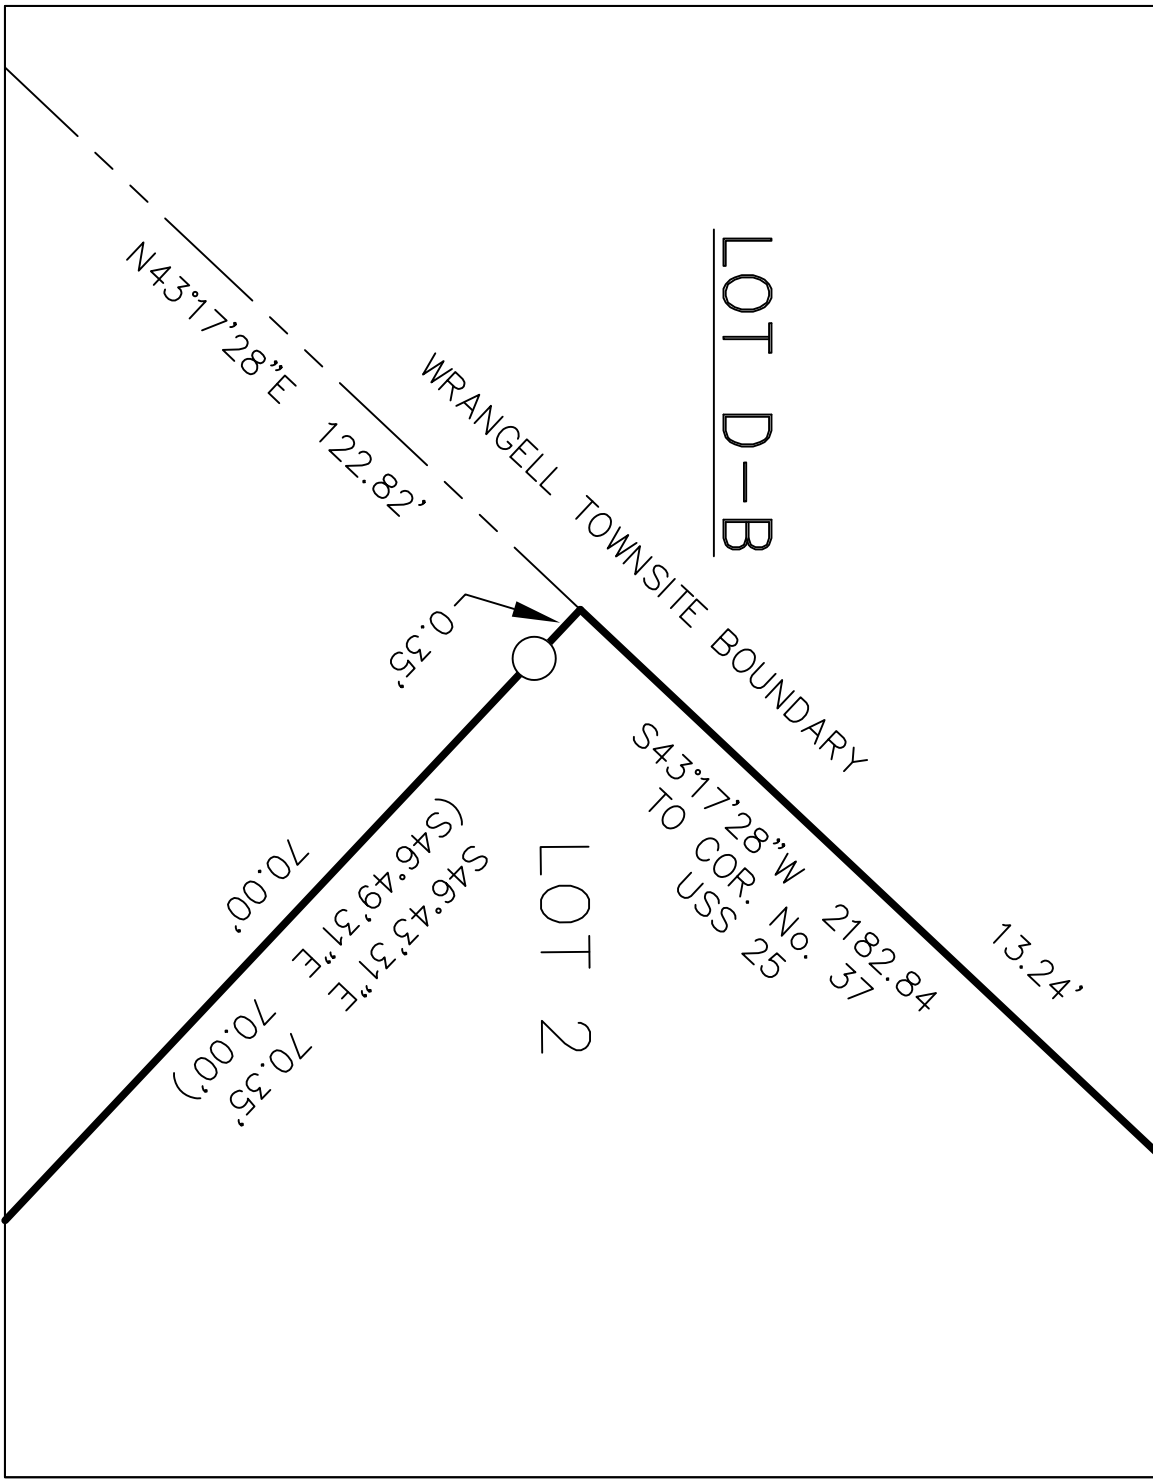 LOT D-B
WRANGELL TOWNSITE BOUNDARY
N43°17'28"E 122.82'
0.35'
13.24'
S43°17'28"W 2182.84
TO COR. No. 37
USS 25
LOT 2
S46°43'31"E 70.35'
(S46°49'31"E 70.00')
70.00'